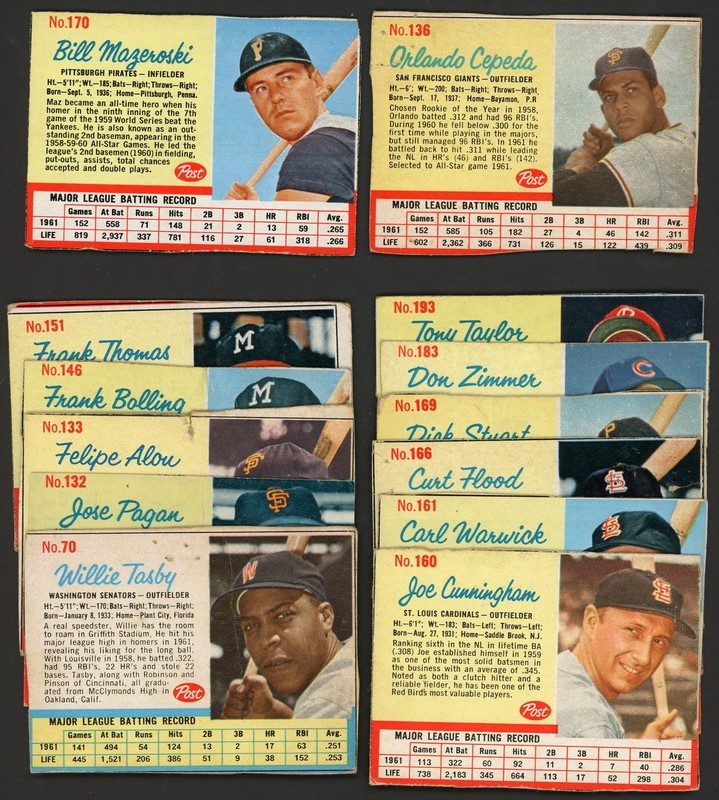 No.170
Bill Mazeroski
PITTSBURGH PIRATES — INFIELDER
Ht.—5'11"; Wt.—185; Bats—Right; Throws—Right;
Born—Sept. 5, 1936; Home—Pittsburgh, Penna.
Maz became an all-time hero when his
homer in the ninth inning of the 7th
game of the 1959 World Series beat the
Yankees. He is also known as an out-
standing 2nd baseman, appearing in the
1958-59-60 All-Star Games. He led the
league's 2nd basemen (1960) in fielding,
put-outs, assists, total chances
accepted and double plays.
Post
P
MAJOR LEAGUE BATTING RECORD
Games At Bat Runs Hits 2B 3B HR RBI Avg.
1961 152 558 71 148 21 2 13 59 .265
LIFE 819 2,937 337 781 116 27 61 318 .266
No.136
Orlando Cepeda
SAN FRANCISCO GIANTS — OUTFIELDER
Ht.—6'; Wt.—200; Bats—Right; Throws—Right
Born—Sept. 17, 1937; Home—Bayamon, P.R
Chosen Rookie of the Year in 1958,
Orlando batted .312 and had 96 RBI's.
During 1960 he fell below .300 for the
first time while playing in the majors,
but still managed 96 RBI's. In 1961 he
battled back to hit .311 while leading
the NL in HR's (46) and RBI's (142).
Selected to All-Star game 1961.
Post
SF
MAJOR LEAGUE BATTING RECORD
Games At Bat Runs Hits 2B 3B HR RBI Avg.
1961 152 585 105 182 27 4 46 142 .311
LIFE 602 2,362 366 731 126 15 122 439 .309
No.151
Frank Thomas
M
No.146
Frank Bolling
M
No.133
Felipe Alou
SF
No.132
Jose Pagan
SF
No.70
Willie Tasby
WASHINGTON SENATORS — OUTFIELDER
Ht.—5'11"; Wt.—170; Bats—Right; Throws—Right;
Born—January 8, 1933; Home—Plant City, Florida
A real speedster, Willie has the room
to roam in Griffith Stadium. He hit his
major league high in homers in 1961,
revealing his liking for the long ball.
With Louisville in 1958, he batted .322,
had 95 RBI's, 22 HR's and stole 22
bases. Tasby, along with Robinson and
Pinson of Cincinnati, all gradu-
ated from McClymonds High in
Oakland, Calif.
Post
W
MAJOR LEAGUE BATTING RECORD
Games At Bat Runs Hits 2B 3B HR RBI Avg.
1961 141 494 54 124 13 2 17 63 .251
LIFE 445 1,521 206 386 51 9 38 152 .253
No.193
Tony Taylor
No.183
Don Zimmer
C
No.169
Dick Stuart
P
No.166
Curt Flood
STL
No.161
Carl Warwick
STL
No.160
Joe Cunningham
ST. LOUIS CARDINALS — OUTFIELDER
Ht.—6'1"; Wt.—183; Bats—Left; Throws—Left;
Born—Aug. 27, 1931; Home—Saddle Brook, N.J.
Ranking sixth in NL in lifetime BA
(.308) Joe established himself in 1959
as one of the most solid batsmen in
the business with an average of .345.
Noted as both a clutch hitter and a
reliable fielder, he has been one of the
Red Bird's most valuable players.
Post
STL
MAJOR LEAGUE BATTING RECORD
Games At Bat Runs Hits 2B 3B HR RBI Avg.
1961 113 322 60 92 11 2 7 40 .286
LIFE 738 2,183 345 664 113 17 52 298 .304